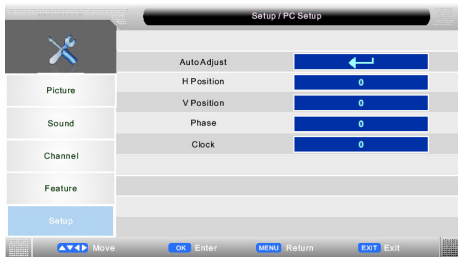 Setup / PC Setup
Auto Adjust
H Position 0
V Position 0
Phase 0
Clock 0
Picture
Sound
Channel
Feature
Setup
Move OK Enter MENU Return EXIT Exit